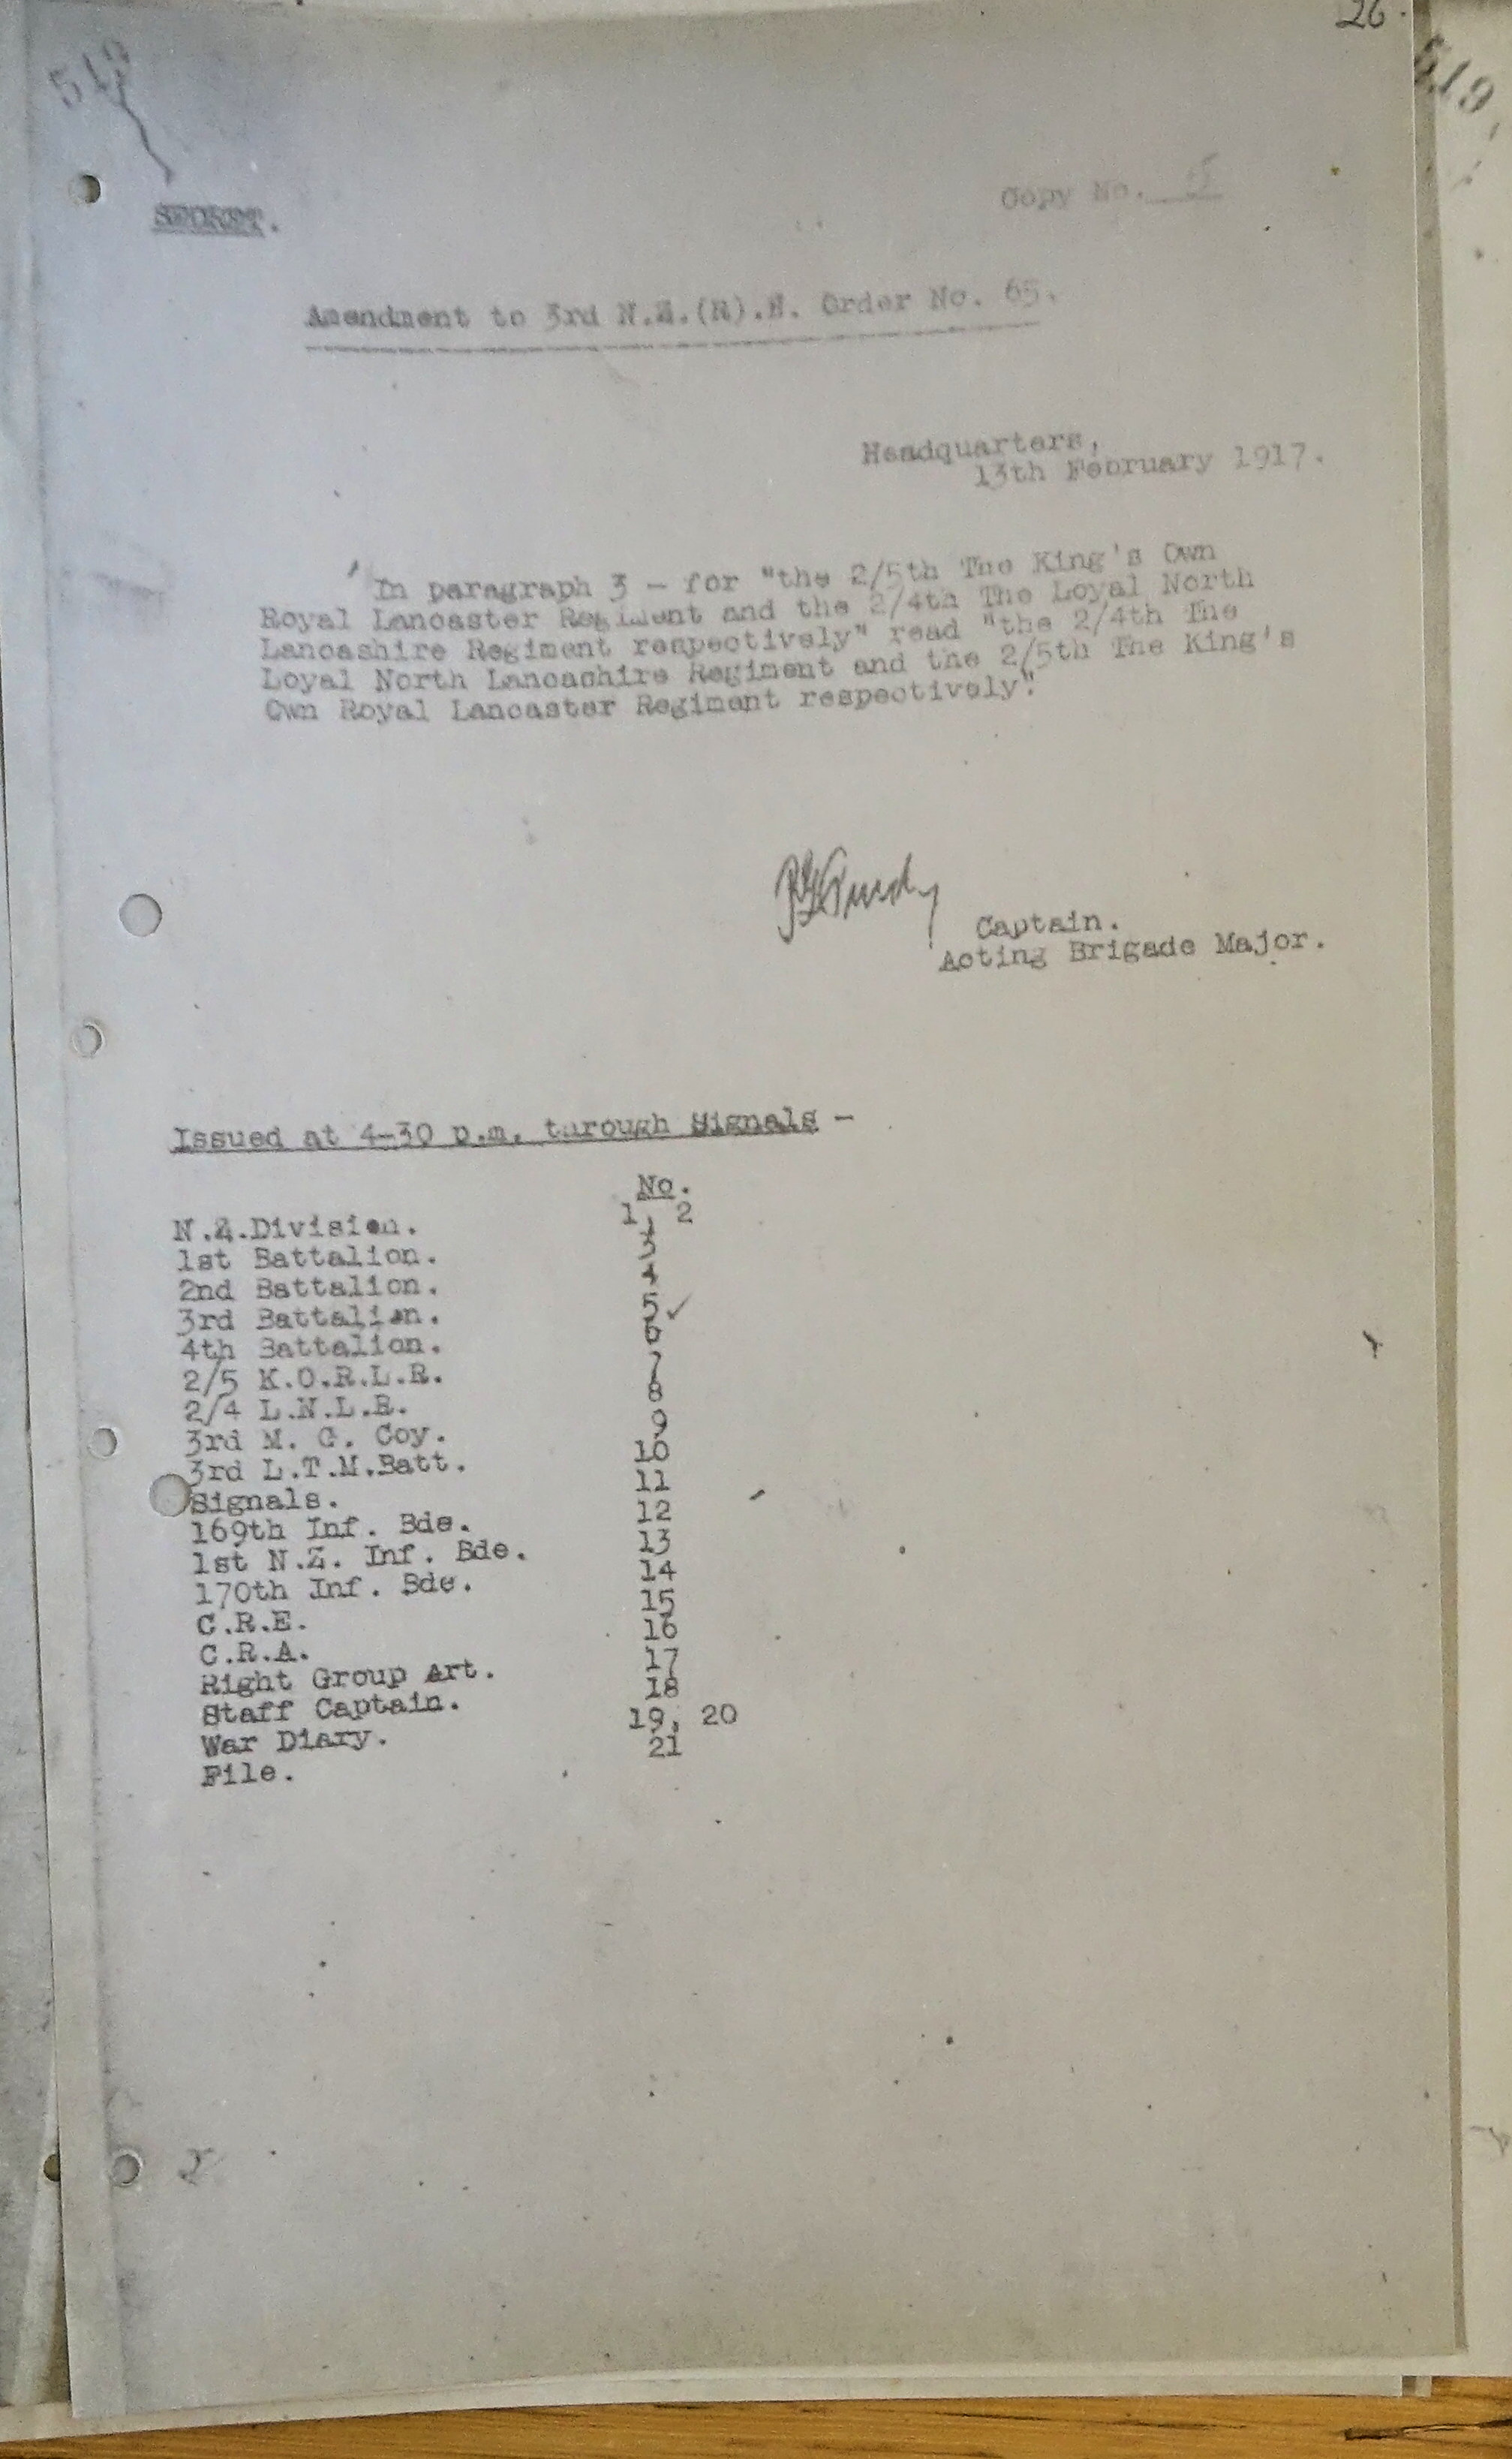 26.
519.
SECRET.
Copy No. 5
Amendment to 3rd N.Z.(R).B. Order No. 65.
Headquarters,
13th February 1917.
In paragraph 3 - for "the 2/5th The King's Own
Royal Lancaster Regiment and the 2/4th The Loyal North
Lancashire Regiment respectively" read "the 2/4th The
Loyal North Lancashire Regiment and the 2/5th The King's
Own Royal Lancaster Regiment respectively".
Captain.
Acting Brigade Major.
Issued at 4-30 p.m. through Signals -
No.
N.Z.Division. 1, 2
1st Battalion. 3
2nd Battalion. 4
3rd Battalion. 5 ✓
4th Battalion. 6
2/5 K.O.R.L.R. 7
2/4 L.N.L.R. 8
3rd M. G. Coy. 9
3rd L.T.M.Batt. 10
Signals. 11
169th Inf. Bde. 12
1st N.Z. Inf. Bde. 13
170th Inf. Bde. 14
C.R.E. 15
C.R.A. 16
Right Group Art. 17
Staff Captain. 18
War Diary. 19, 20
File. 21